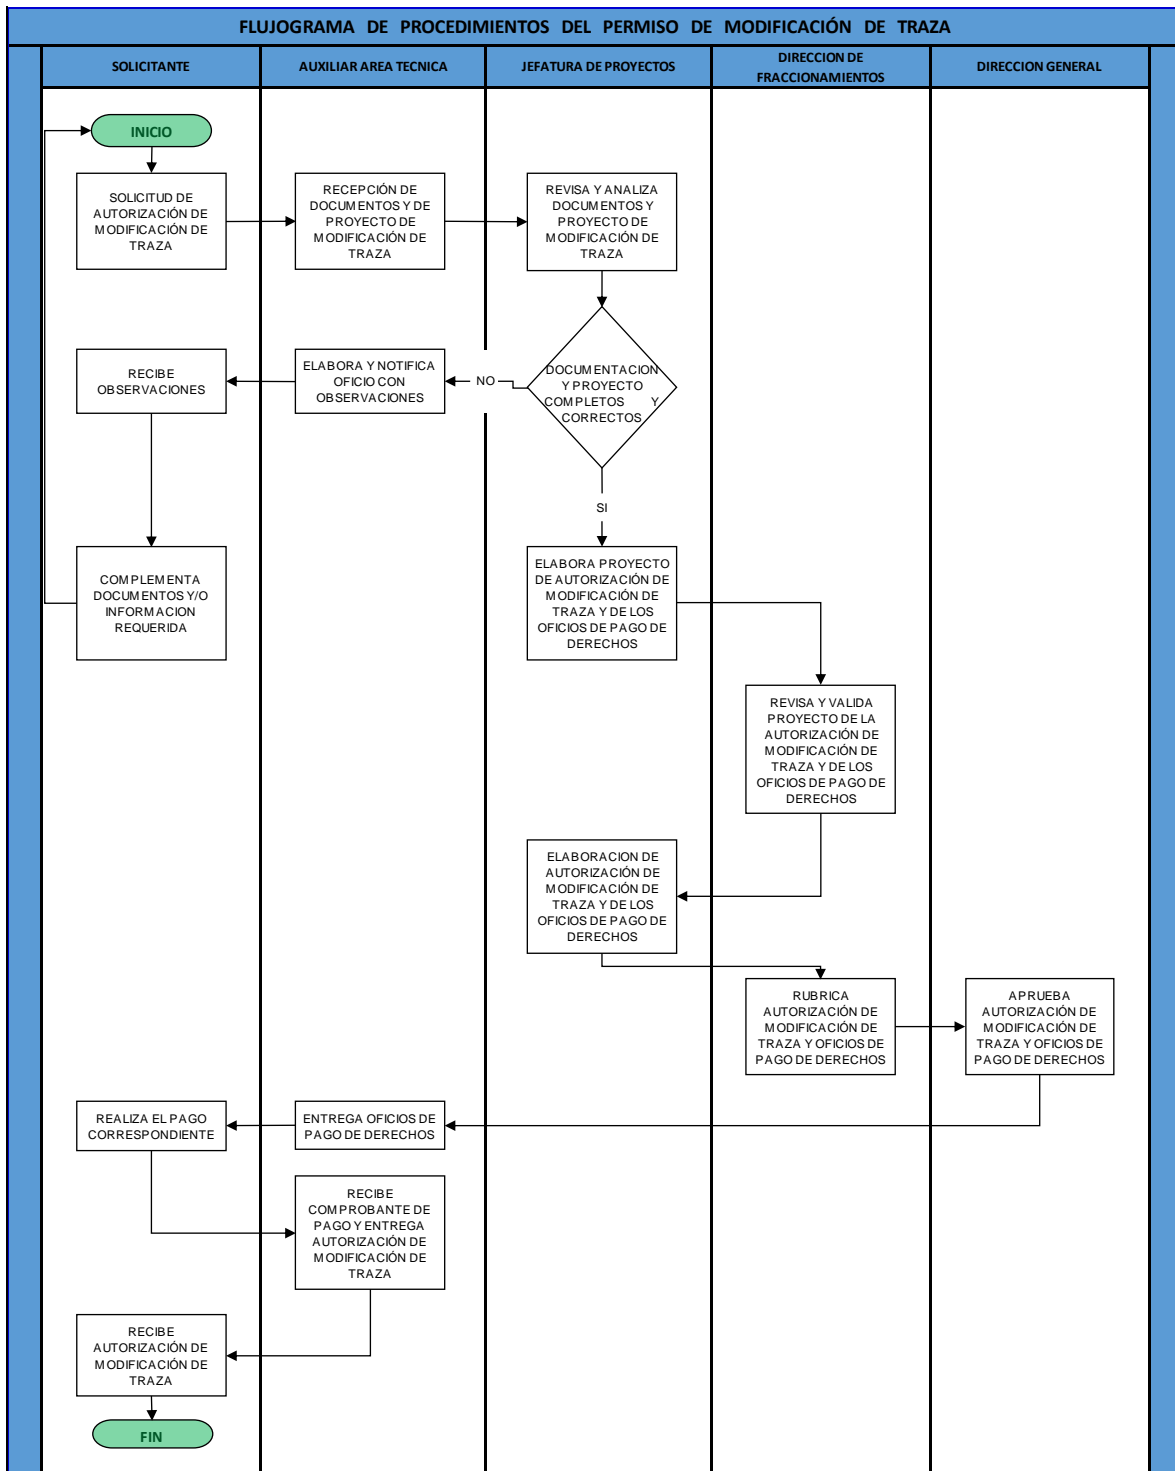 FLUJOGRAMA DE PROCEDIMIENTOS DEL PERMISO DE MODIFICACIÓN DE TRAZA
SOLICITANTE
AUXILIAR AREA TECNICA
JEFATURA DE PROYECTOS
DIRECCION DE
FRACCIONAMIENTOS
DIRECCION GENERAL
INICIO
SOLICITUD DE
AUTORIZACIÓN DE
MODIFICACIÓN DE
TRAZA
RECEPCIÓN DE
DOCUMENTOS Y DE
PROYECTO DE
MODIFICACIÓN DE
TRAZA
REVISA Y ANALIZA
DOCUMENTOS Y
PROYECTO DE
MODIFICACIÓN DE
TRAZA
DOCUMENTACION
Y PROYECTO
COMPLETOS Y
CORRECTOS
NO
ELABORA Y NOTIFICA
OFICIO CON
OBSERVACIONES
RECIBE
OBSERVACIONES
COMPLEMENTA
DOCUMENTOS Y/O
INFORMACION
REQUERIDA
SI
ELABORA PROYECTO
DE AUTORIZACIÓN DE
MODIFICACIÓN DE
TRAZA Y DE LOS
OFICIOS DE PAGO DE
DERECHOS
REVISA Y VALIDA
PROYECTO DE LA
AUTORIZACIÓN DE
MODIFICACIÓN DE
TRAZA Y DE LOS
OFICIOS DE PAGO DE
DERECHOS
ELABORACION DE
AUTORIZACIÓN DE
MODIFICACIÓN DE
TRAZA Y DE LOS
OFICIOS DE PAGO DE
DERECHOS
RUBRICA
AUTORIZACIÓN DE
MODIFICACIÓN DE
TRAZA Y OFICIOS DE
PAGO DE DERECHOS
APRUEBA
AUTORIZACIÓN DE
MODIFICACIÓN DE
TRAZA Y OFICIOS DE
PAGO DE DERECHOS
ENTREGA OFICIOS DE
PAGO DE DERECHOS
REALIZA EL PAGO
CORRESPONDIENTE
RECIBE
COMPROBANTE DE
PAGO Y ENTREGA
AUTORIZACIÓN DE
MODIFICACIÓN DE
TRAZA
RECIBE
AUTORIZACIÓN DE
MODIFICACIÓN DE
TRAZA
FIN